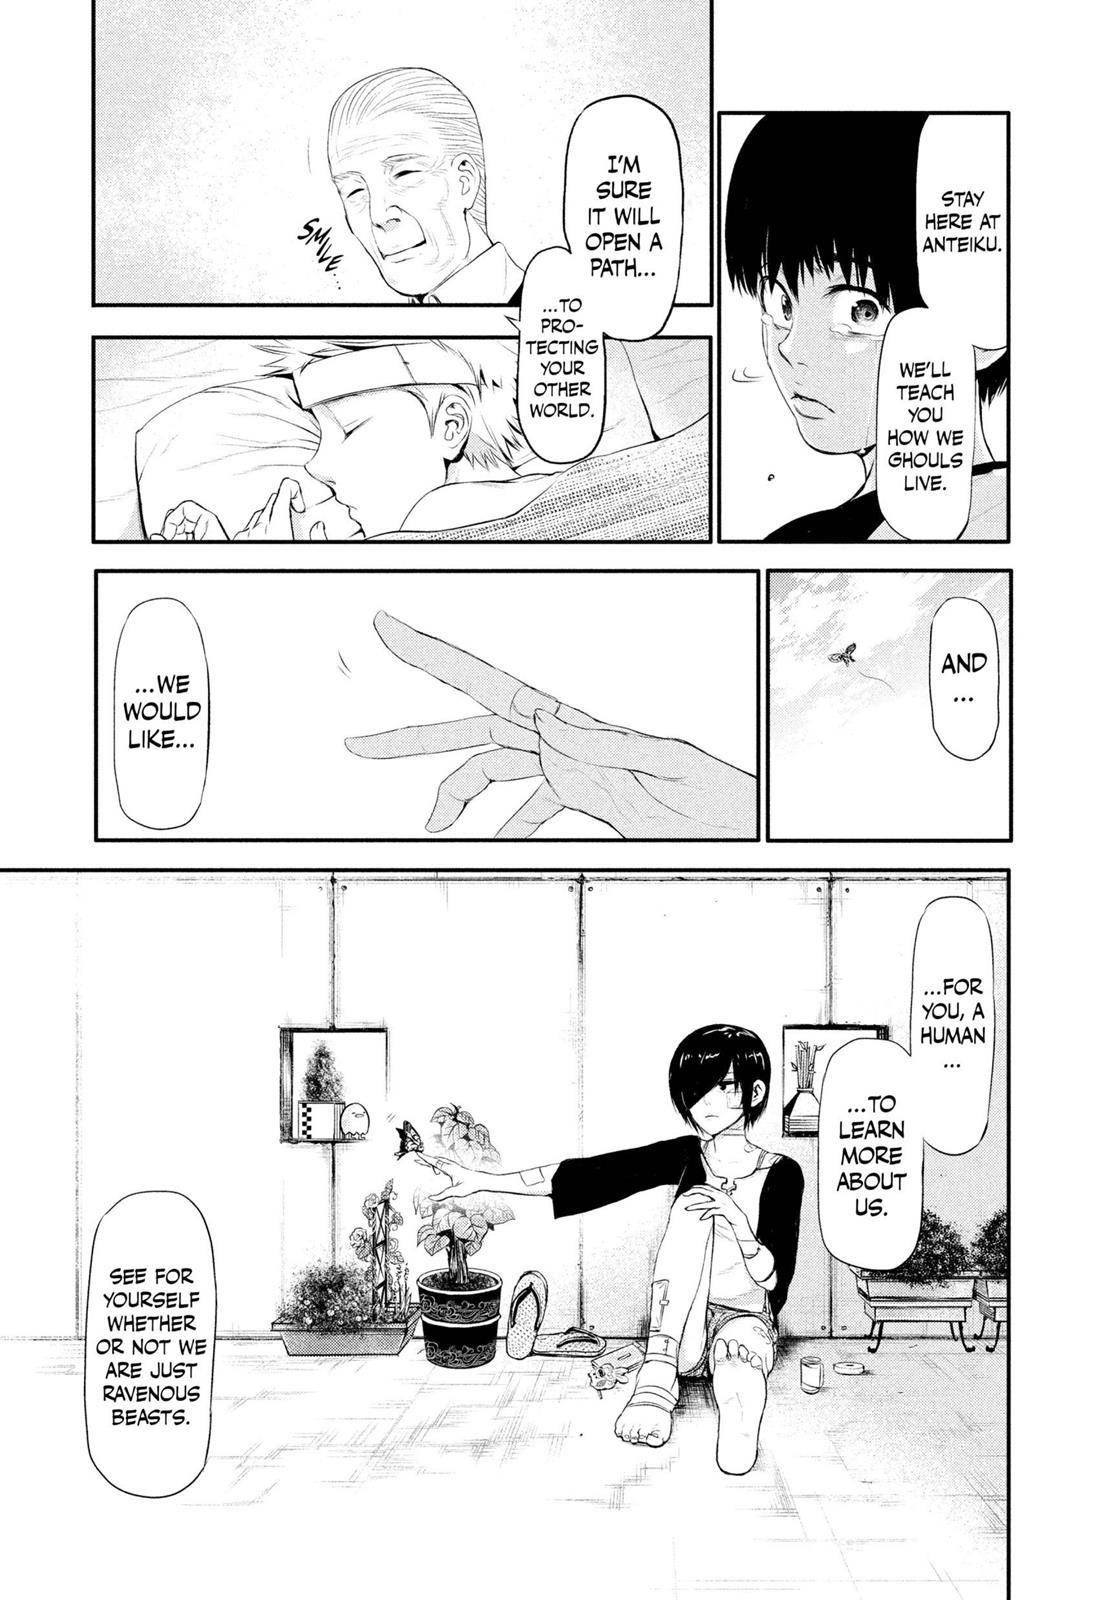 STAY
HERE AT
ANTEIKU.
WE'LL
TEACH
YOU
HOW WE
GHOULS
LIVE.
I'M
SURE
IT WILL
OPEN A
PATH...
SMILE...
...TO
PRO-
TECTING
YOUR
OTHER
WORLD.
AND
...
...WE
WOULD
LIKE...
...FOR
YOU, A
HUMAN
...
...TO
LEARN
MORE
ABOUT
US.
SEE FOR
YOURSELF
WHETHER
OR NOT WE
ARE JUST
RAVENOUS
BEASTS.